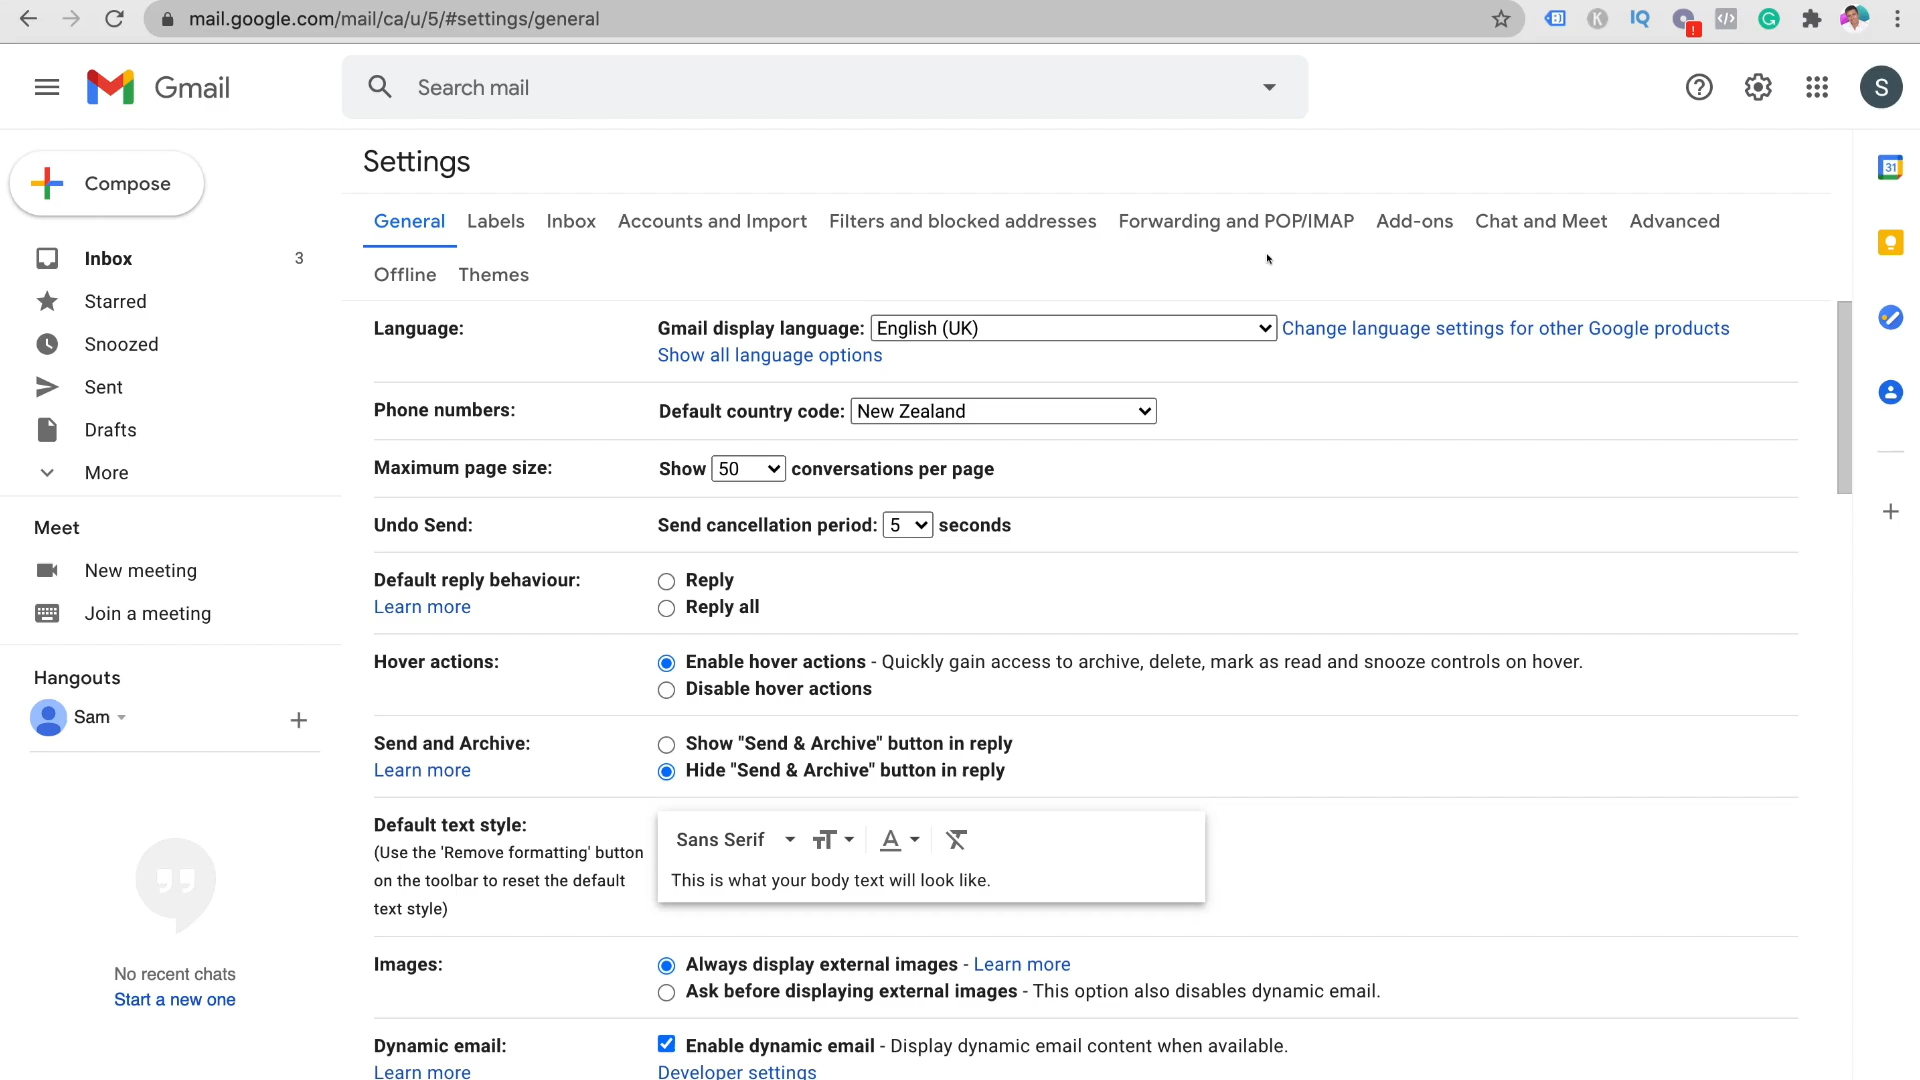 mail.google.com/mail/ca/u/5/#settings/general
Gmail
Search mail
S
Compose
Inbox 3
Starred
Snoozed
Sent
Drafts
More
Meet
New meeting
Join a meeting
Hangouts
Sam
No recent chats
Start a new one
Settings
General Labels Inbox Accounts and Import Filters and blocked addresses Forwarding and POP/IMAP Add-ons Chat and Meet Advanced
Offline Themes
Language: Gmail display language: English (UK) Change language settings for other Google products
Show all language options
Phone numbers: Default country code: New Zealand
Maximum page size: Show 50 conversations per page
Undo Send: Send cancellation period: 5 seconds
Default reply behaviour: Reply
Learn more Reply all
Hover actions: Enable hover actions - Quickly gain access to archive, delete, mark as read and snooze controls on hover.
Disable hover actions
Send and Archive: Show "Send & Archive" button in reply
Learn more Hide "Send & Archive" button in reply
Default text style:
(Use the 'Remove formatting' button
on the toolbar to reset the default
text style)
Sans Serif
This is what your body text will look like.
Images: Always display external images - Learn more
Ask before displaying external images - This option also disables dynamic email.
Dynamic email: Enable dynamic email - Display dynamic email content when available.
Learn more Developer settings
31
K
IQ
G